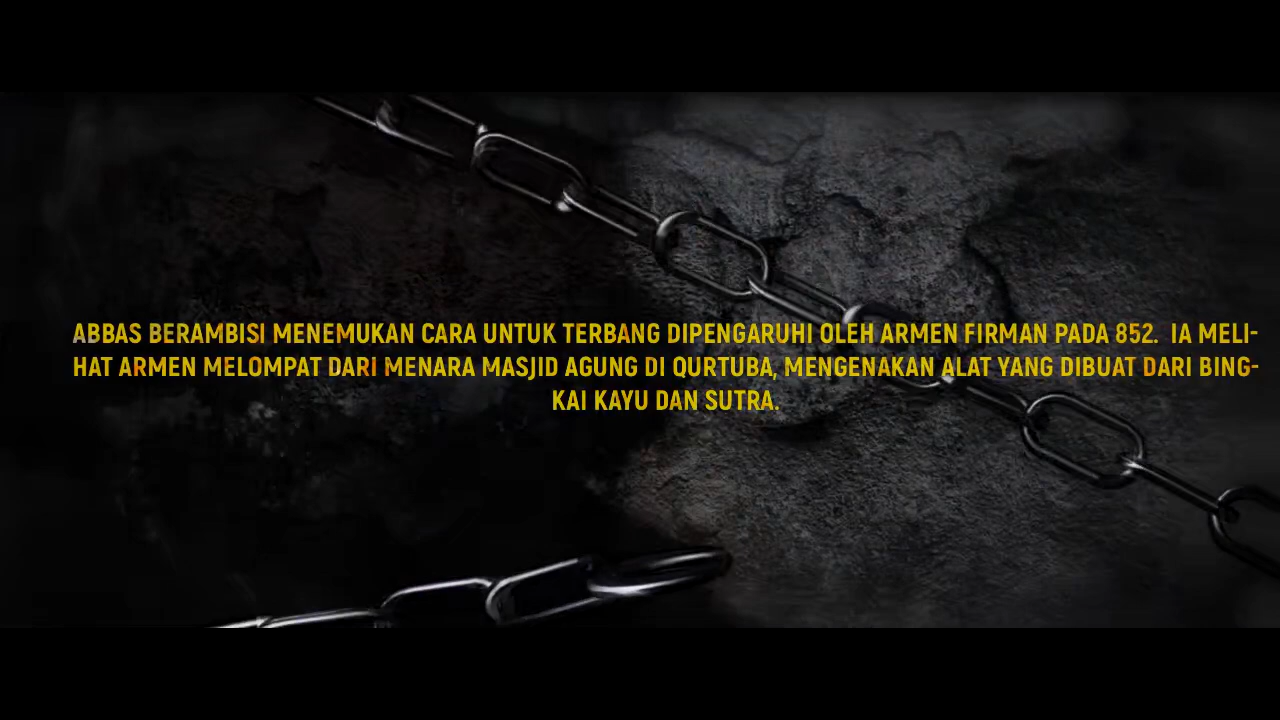 ABBAS BERAMBISI MENEMUKAN CARA UNTUK TERBANG DIPENGARUHI OLEH ARMEN FIRMAN PADA 852.  IA MELI-
HAT ARMEN MELOMPAT DARI MENARA MASJID AGUNG DI QURTUBA, MENGENAKAN ALAT YANG DIBUAT DARI BING-
KAI KAYU DAN SUTRA.